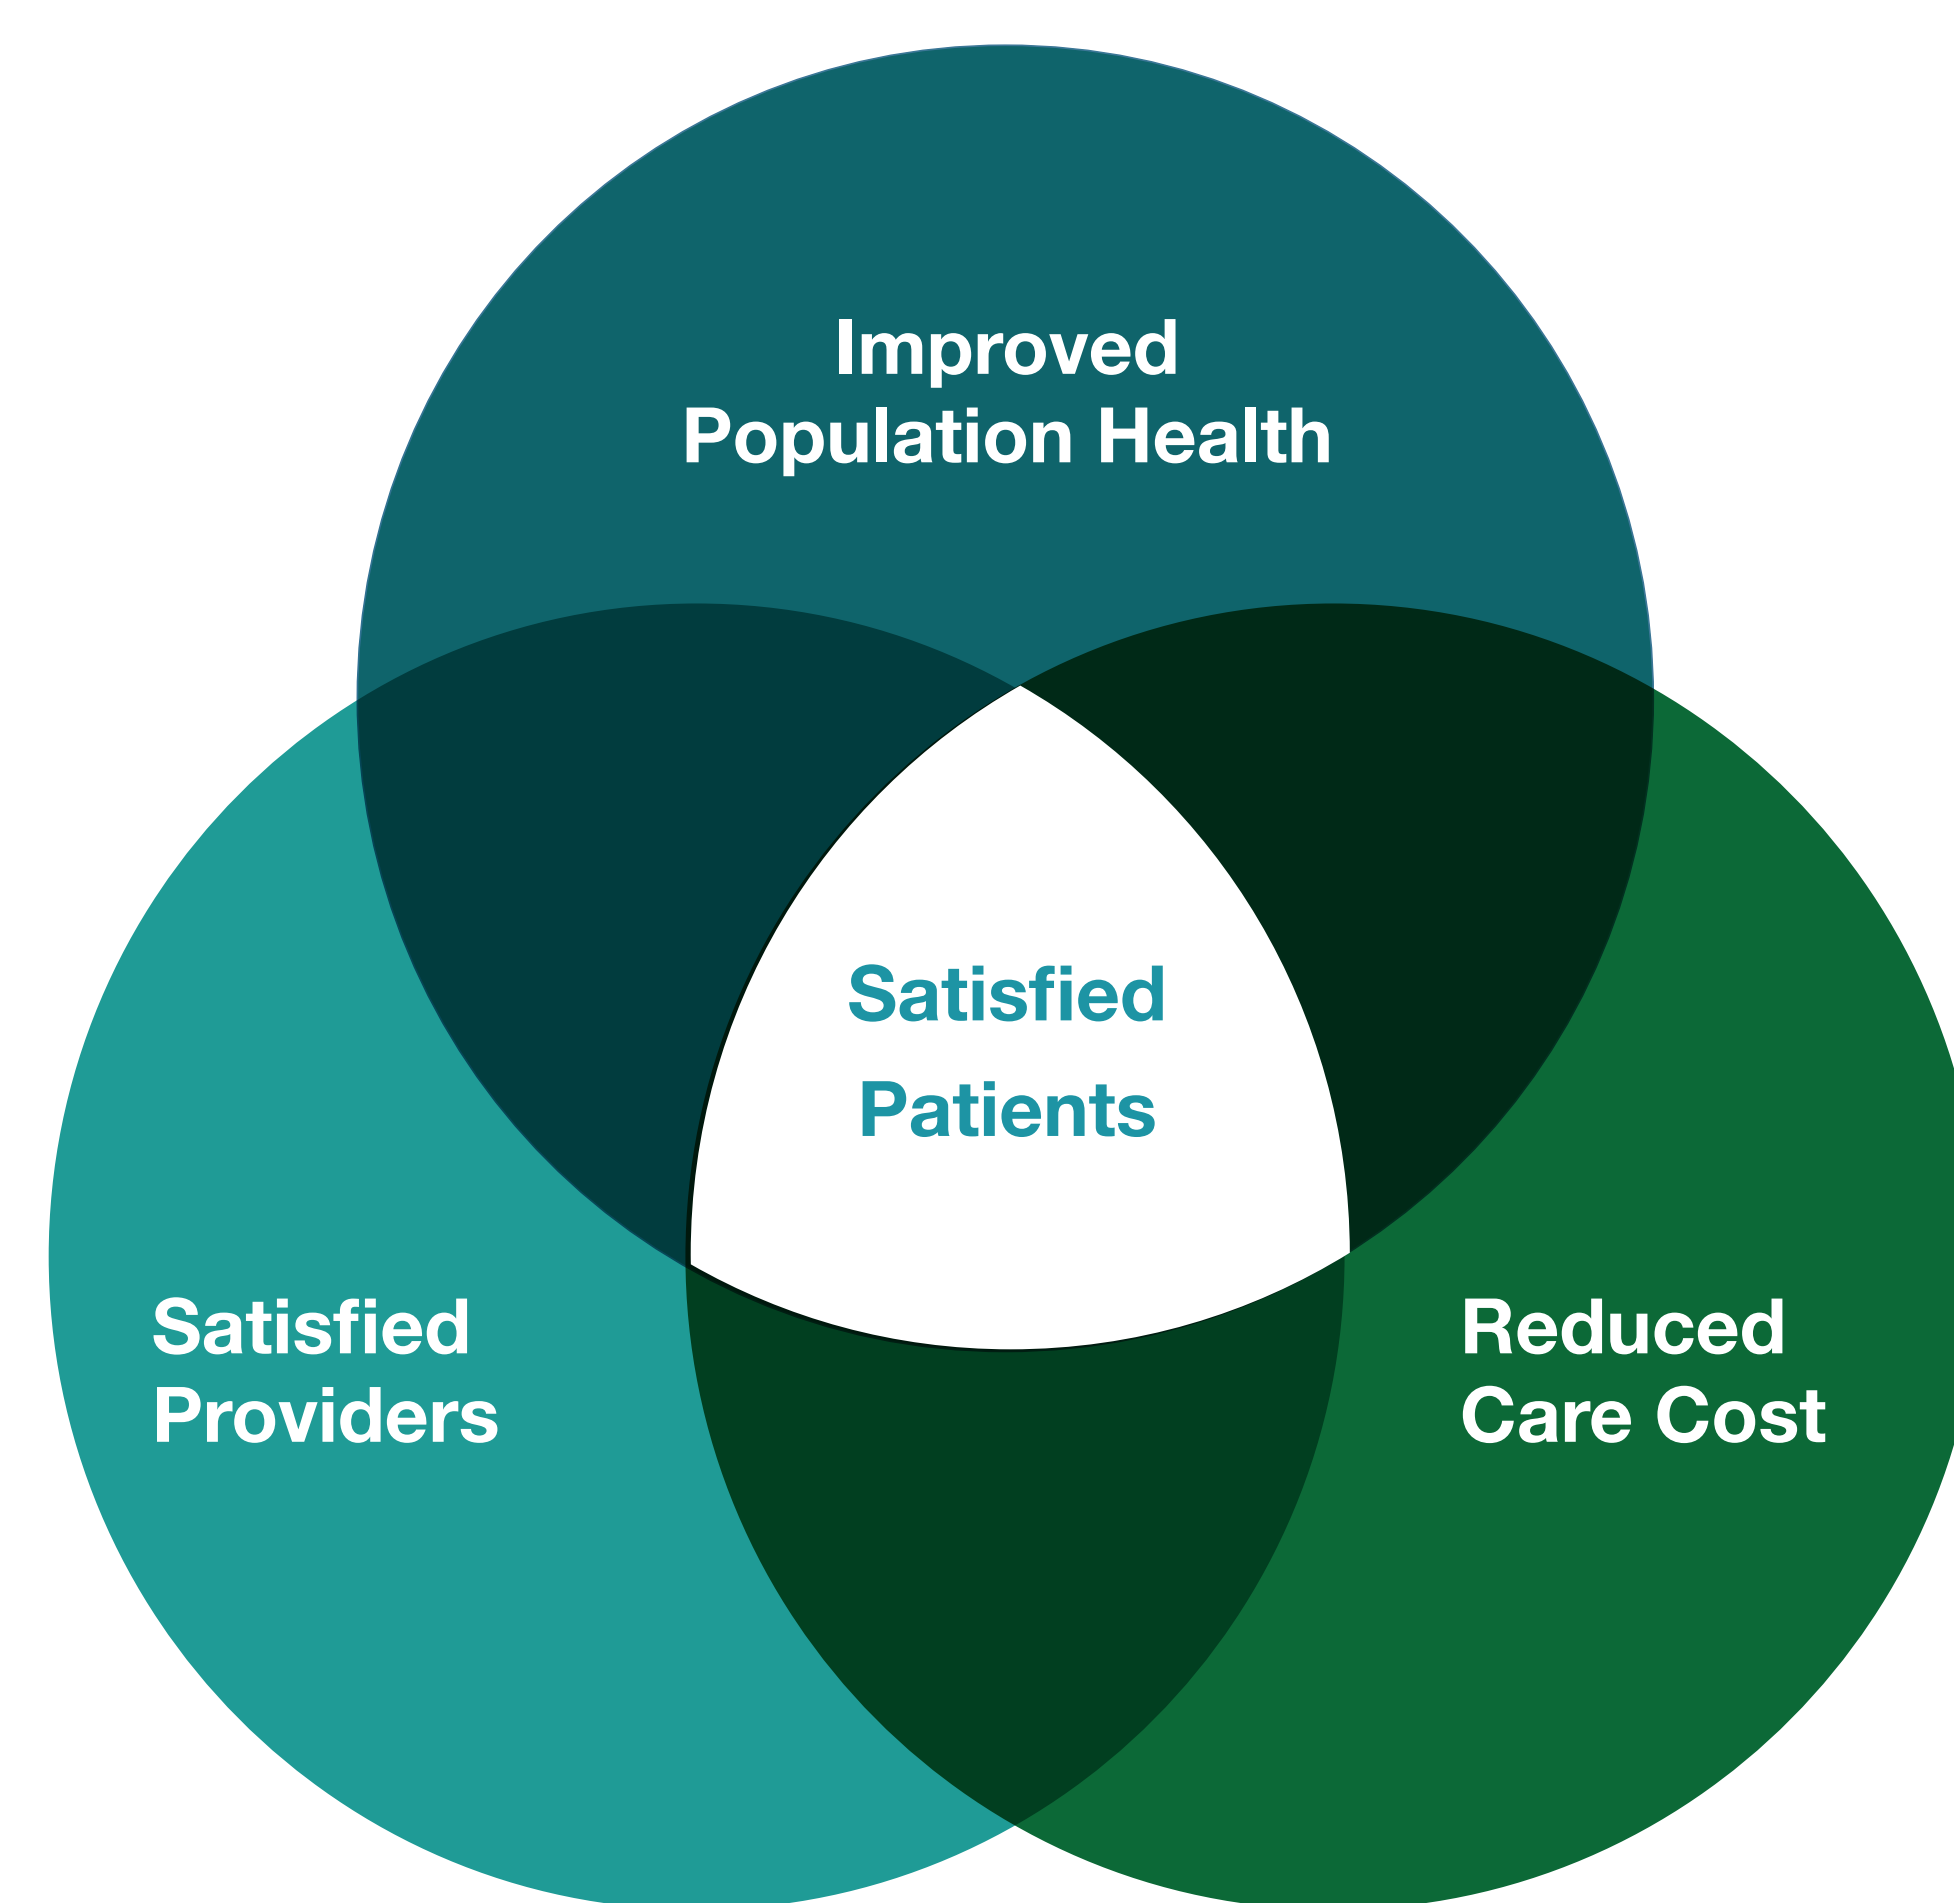 Improved
Population Health
Satisfied
Patients
Satisfied
Providers
Reduced
Care Cost